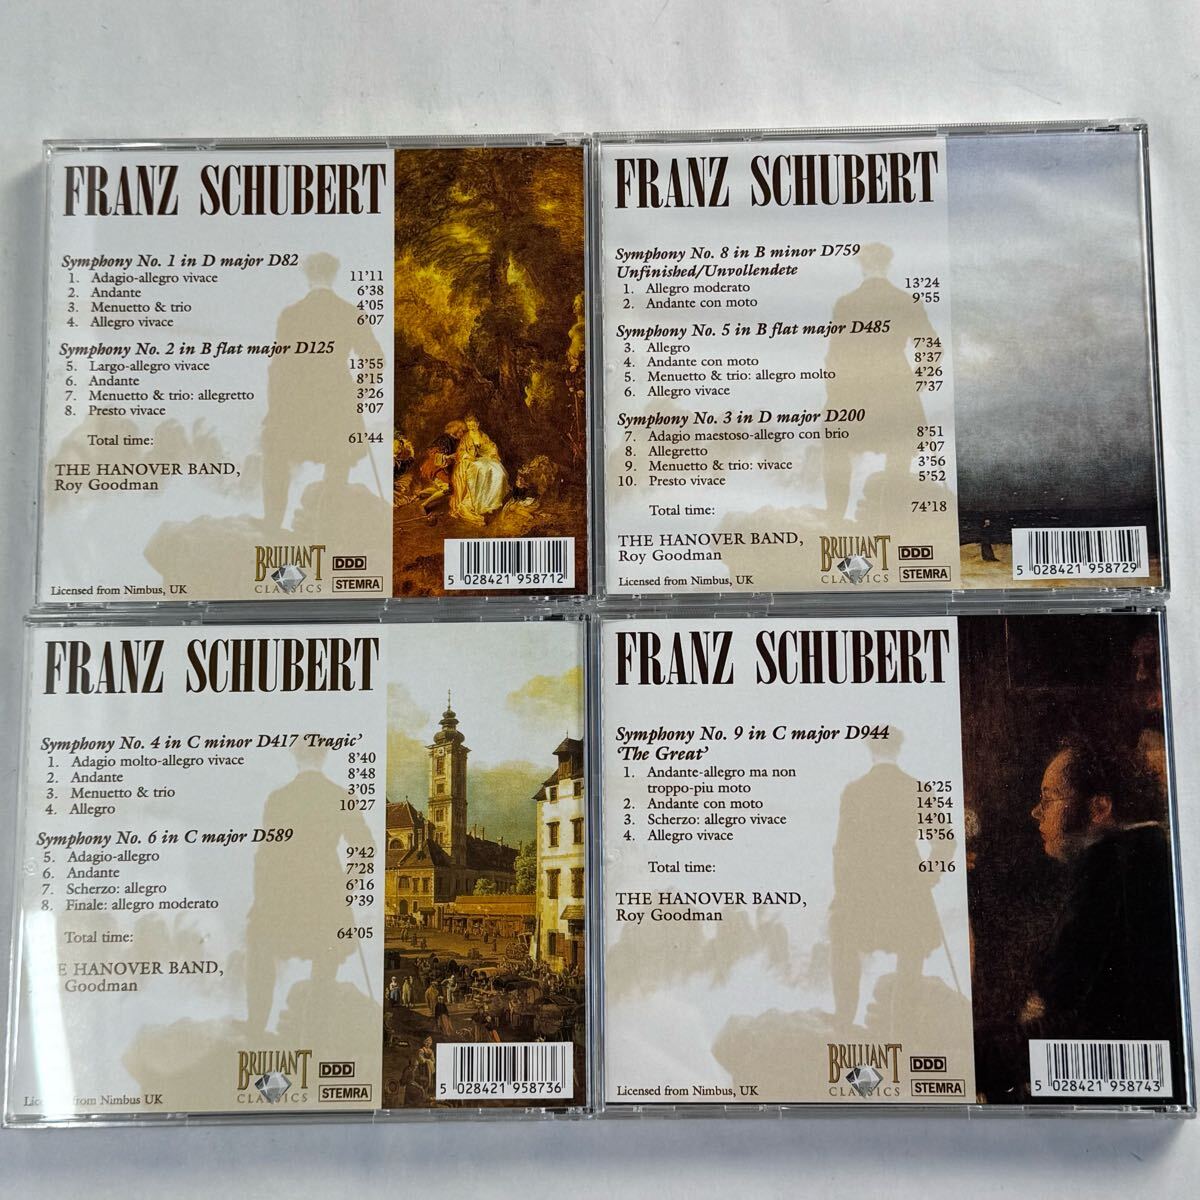 FRANZ SCHUBERT
Symphony No. 1 in D major D82
1. Adagio-allegro vivace 11'11
2. Andante 6'38
3. Menuetto & trio 4'05
4. Allegro vivace 6'07
Symphony No. 2 in B flat major D125
5. Largo-allegro vivace 13'55
6. Andante 8'15
7. Menuetto & trio: allegretto 3'26
8. Presto vivace 8'07
Total time: 61'44
THE HANOVER BAND,
Roy Goodman
BRILLIANT
CLASSICS
DDD
STEMRA
Licensed from Nimbus, UK
5 028421 958712
FRANZ SCHUBERT
Symphony No. 8 in B minor D759
Unfinished/Unvollendete
1. Allegro moderato 13'24
2. Andante con moto 9'55
Symphony No. 5 in B flat major D485
3. Allegro 7'34
4. Andante con moto 8'37
5. Menuetto & trio: allegro molto 4'26
6. Allegro vivace 7'37
Symphony No. 3 in D major D200
7. Adagio maestoso-allegro con brio 8'51
8. Allegretto 4'07
9. Menuetto & trio: vivace 3'56
10. Presto vivace 5'52
Total time: 74'18
THE HANOVER BAND,
Roy Goodman
BRILLIANT
CLASSICS
DDD
STEMRA
Licensed from Nimbus, UK
5 028421 958729
FRANZ SCHUBERT
Symphony No. 4 in C minor D417 'Tragic'
1. Adagio molto-allegro vivace 8'40
2. Andante 8'48
3. Menuetto & trio 3'05
4. Allegro 10'27
Symphony No. 6 in C major D589
5. Adagio-allegro 9'42
6. Andante 7'28
7. Scherzo: allegro 6'16
8. Finale: allegro moderato 9'39
Total time: 64'05
HANOVER BAND,
Goodman
BRILLIANT
CLASSICS
DDD
STEMRA
from Nimbus UK
5 028421 958736
FRANZ SCHUBERT
Symphony No. 9 in C major D944
'The Great'
1. Andante-allegro ma non
troppo-piu moto 16'25
2. Andante con moto 14'54
3. Scherzo: allegro vivace 14'01
4. Allegro vivace 15'56
Total time: 61'16
THE HANOVER BAND,
Roy Goodman
BRILLIANT
CLASSICS
DDD
STEMRA
Licensed from Nimbus, UK
5 028421 958743